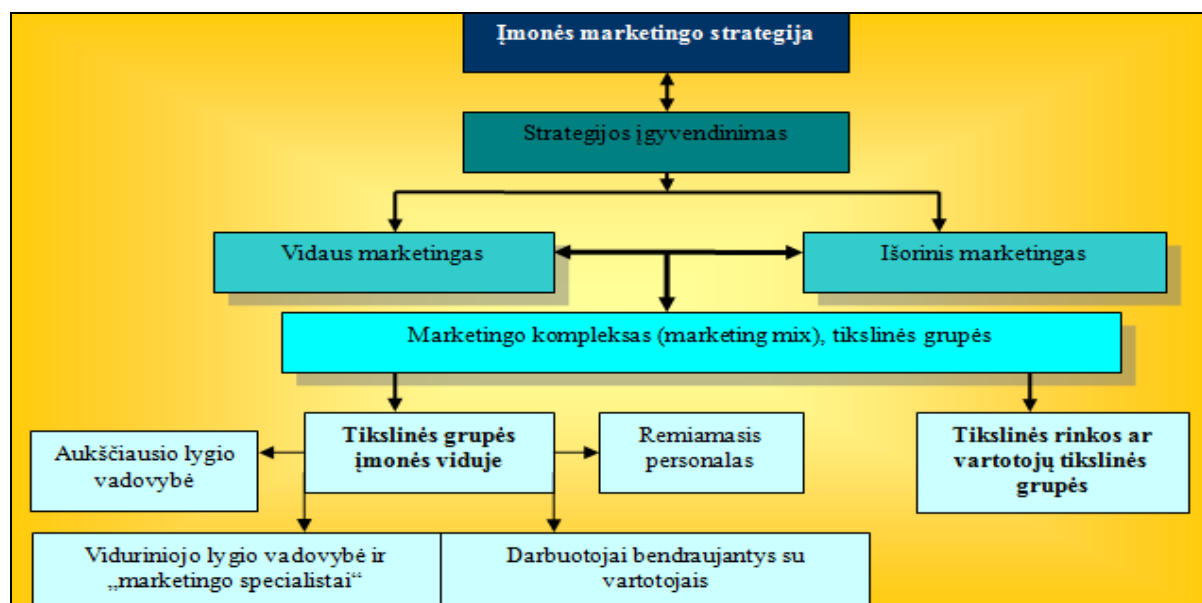 Įmonės marketingo strategija
Strategijos įgyvendinimas
Vidaus marketingas
Išorinis marketingas
Marketingo kompleksas (marketing mix), tikslinės grupės
Aukščiausio lygio
vadovybė
Tikslinės grupės
įmonės viduje
Remiamasis
personalas
Tikslinės rinkos ar
vartotojų tikslinės
grupės
Viduriniojo lygio vadovybė ir
„marketingo specialistai“
Darbuotojai bendraujantys su
vartotojais